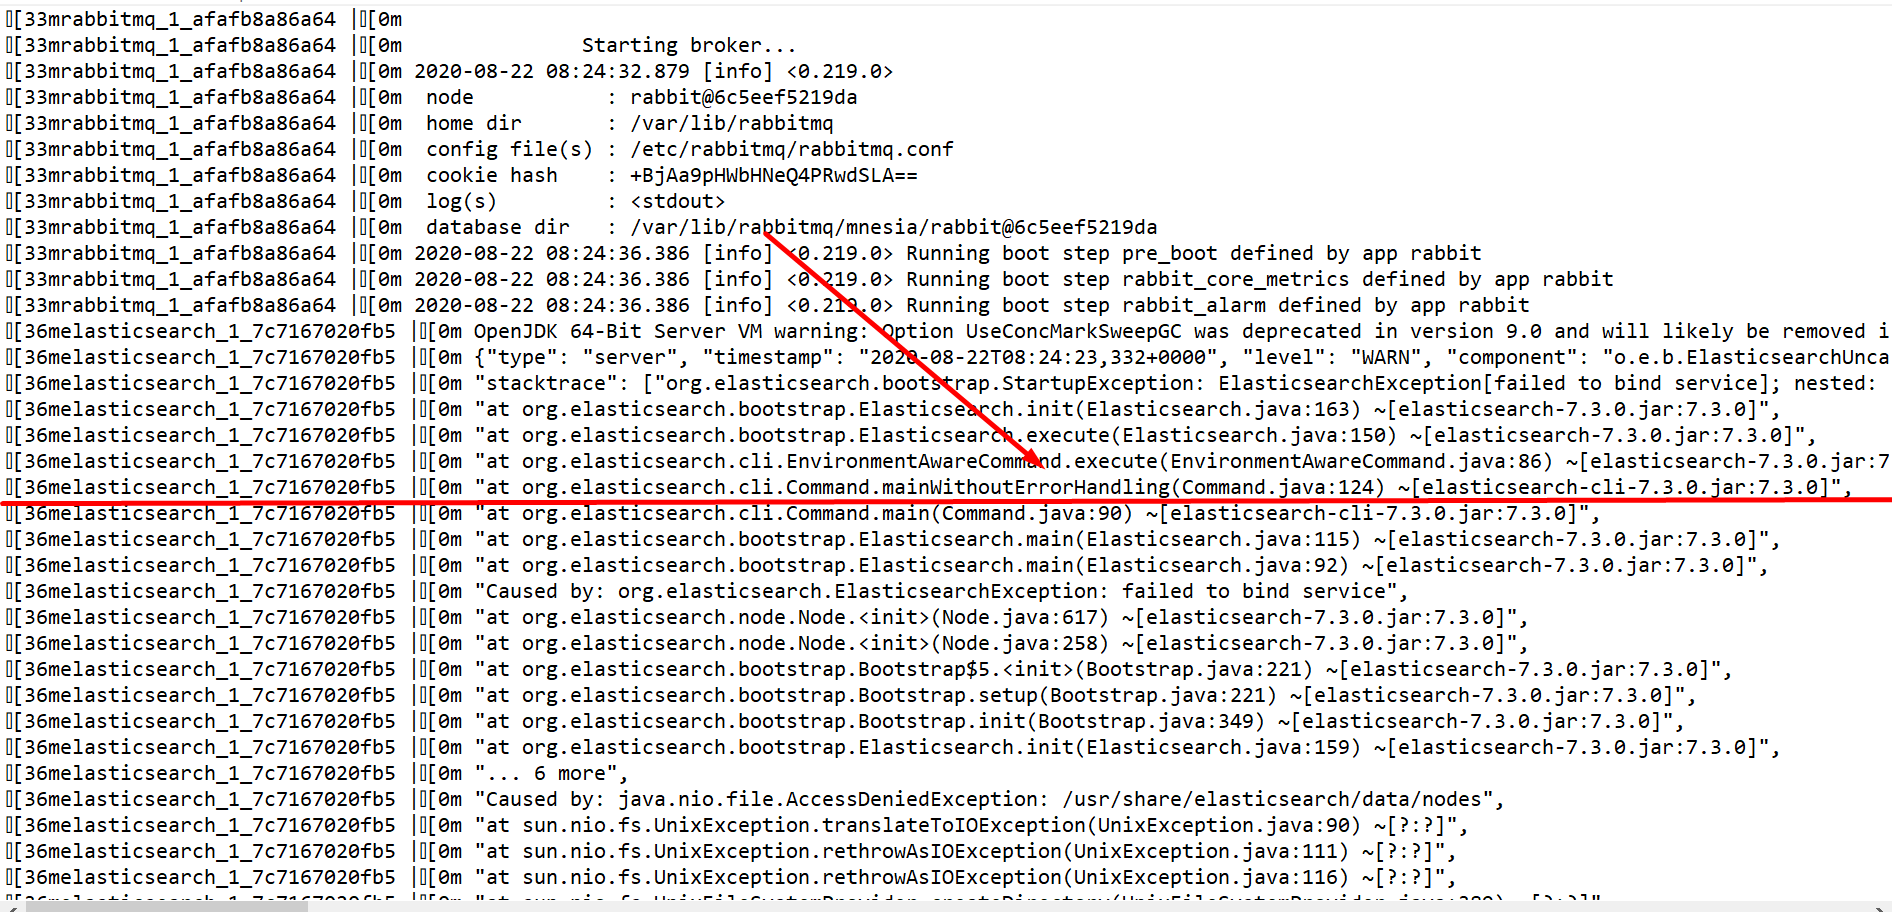 [33mrabbitmq_1_afafb8a86a64 |[0m
[33mrabbitmq_1_afafb8a86a64 |[0m               Starting broker...
[33mrabbitmq_1_afafb8a86a64 |[0m 2020-08-22 08:24:32.879 [info] <0.219.0>
[33mrabbitmq_1_afafb8a86a64 |[0m  node           : rabbit@6c5eef5219da
[33mrabbitmq_1_afafb8a86a64 |[0m  home dir       : /var/lib/rabbitmq
[33mrabbitmq_1_afafb8a86a64 |[0m  config file(s) : /etc/rabbitmq/rabbitmq.conf
[33mrabbitmq_1_afafb8a86a64 |[0m  cookie hash    : +BjAa9pHWbHNeQ4PRwdSLA==
[33mrabbitmq_1_afafb8a86a64 |[0m  log(s)         : <stdout>
[33mrabbitmq_1_afafb8a86a64 |[0m  database dir   : /var/lib/rabbitmq/mnesia/rabbit@6c5eef5219da
[33mrabbitmq_1_afafb8a86a64 |[0m 2020-08-22 08:24:36.386 [info] <0.219.0> Running boot step pre_boot defined by app rabbit
[33mrabbitmq_1_afafb8a86a64 |[0m 2020-08-22 08:24:36.386 [info] <0.219.0> Running boot step rabbit_core_metrics defined by app rabbit
[33mrabbitmq_1_afafb8a86a64 |[0m 2020-08-22 08:24:36.386 [info] <0.219.0> Running boot step rabbit_alarm defined by app rabbit
[36melasticsearch_1_7c7167020fb5 |[0m OpenJDK 64-Bit Server VM warning: Option UseConcMarkSweepGC was deprecated in version 9.0 and will likely be removed i
[36melasticsearch_1_7c7167020fb5 |[0m {"type": "server", "timestamp": "2020-08-22T08:24:23,332+0000", "level": "WARN", "component": "o.e.b.ElasticsearchUnca
[36melasticsearch_1_7c7167020fb5 |[0m "stacktrace": ["org.elasticsearch.bootstrap.StartupException: ElasticsearchException[failed to bind service]; nested:
[36melasticsearch_1_7c7167020fb5 |[0m "at org.elasticsearch.bootstrap.Elasticsearch.init(Elasticsearch.java:163) ~[elasticsearch-7.3.0.jar:7.3.0]",
[36melasticsearch_1_7c7167020fb5 |[0m "at org.elasticsearch.bootstrap.Elasticsearch.execute(Elasticsearch.java:150) ~[elasticsearch-7.3.0.jar:7.3.0]",
[36melasticsearch_1_7c7167020fb5 |[0m "at org.elasticsearch.cli.EnvironmentAwareCommand.execute(EnvironmentAwareCommand.java:86) ~[elasticsearch-7.3.0.jar:7
[36melasticsearch_1_7c7167020fb5 |[0m "at org.elasticsearch.cli.Command.mainWithoutErrorHandling(Command.java:124) ~[elasticsearch-cli-7.3.0.jar:7.3.0]",
[36melasticsearch_1_7c7167020fb5 |[0m "at org.elasticsearch.cli.Command.main(Command.java:90) ~[elasticsearch-cli-7.3.0.jar:7.3.0]",
[36melasticsearch_1_7c7167020fb5 |[0m "at org.elasticsearch.bootstrap.Elasticsearch.main(Elasticsearch.java:115) ~[elasticsearch-7.3.0.jar:7.3.0]",
[36melasticsearch_1_7c7167020fb5 |[0m "at org.elasticsearch.bootstrap.Elasticsearch.main(Elasticsearch.java:92) ~[elasticsearch-7.3.0.jar:7.3.0]",
[36melasticsearch_1_7c7167020fb5 |[0m "Caused by: org.elasticsearch.ElasticsearchException: failed to bind service",
[36melasticsearch_1_7c7167020fb5 |[0m "at org.elasticsearch.node.Node.<init>(Node.java:617) ~[elasticsearch-7.3.0.jar:7.3.0]",
[36melasticsearch_1_7c7167020fb5 |[0m "at org.elasticsearch.node.Node.<init>(Node.java:258) ~[elasticsearch-7.3.0.jar:7.3.0]",
[36melasticsearch_1_7c7167020fb5 |[0m "at org.elasticsearch.bootstrap.Bootstrap$5.<init>(Bootstrap.java:221) ~[elasticsearch-7.3.0.jar:7.3.0]",
[36melasticsearch_1_7c7167020fb5 |[0m "at org.elasticsearch.bootstrap.Bootstrap.setup(Bootstrap.java:221) ~[elasticsearch-7.3.0.jar:7.3.0]",
[36melasticsearch_1_7c7167020fb5 |[0m "at org.elasticsearch.bootstrap.Bootstrap.init(Bootstrap.java:349) ~[elasticsearch-7.3.0.jar:7.3.0]",
[36melasticsearch_1_7c7167020fb5 |[0m "at org.elasticsearch.bootstrap.Elasticsearch.init(Elasticsearch.java:159) ~[elasticsearch-7.3.0.jar:7.3.0]",
[36melasticsearch_1_7c7167020fb5 |[0m "... 6 more",
[36melasticsearch_1_7c7167020fb5 |[0m "Caused by: java.nio.file.AccessDeniedException: /usr/share/elasticsearch/data/nodes",
[36melasticsearch_1_7c7167020fb5 |[0m "at sun.nio.fs.UnixException.translateToIOException(UnixException.java:90) ~[?:?]",
[36melasticsearch_1_7c7167020fb5 |[0m "at sun.nio.fs.UnixException.rethrowAsIOException(UnixException.java:111) ~[?:?]",
[36melasticsearch_1_7c7167020fb5 |[0m "at sun.nio.fs.UnixException.rethrowAsIOException(UnixException.java:116) ~[?:?]",